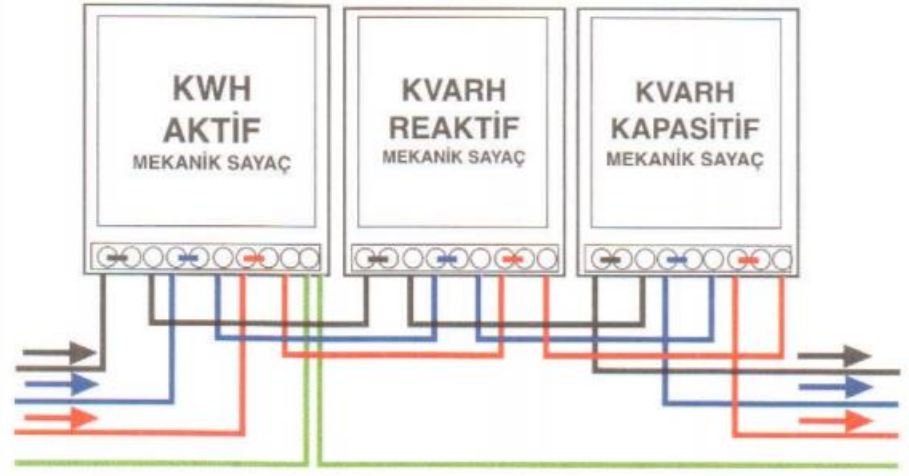 KWH
AKTİF
MEKANİK SAYAÇ
KVARH
REAKTİF
MEKANİK SAYAÇ
KVARH
KAPASİTİF
MEKANİK SAYAÇ